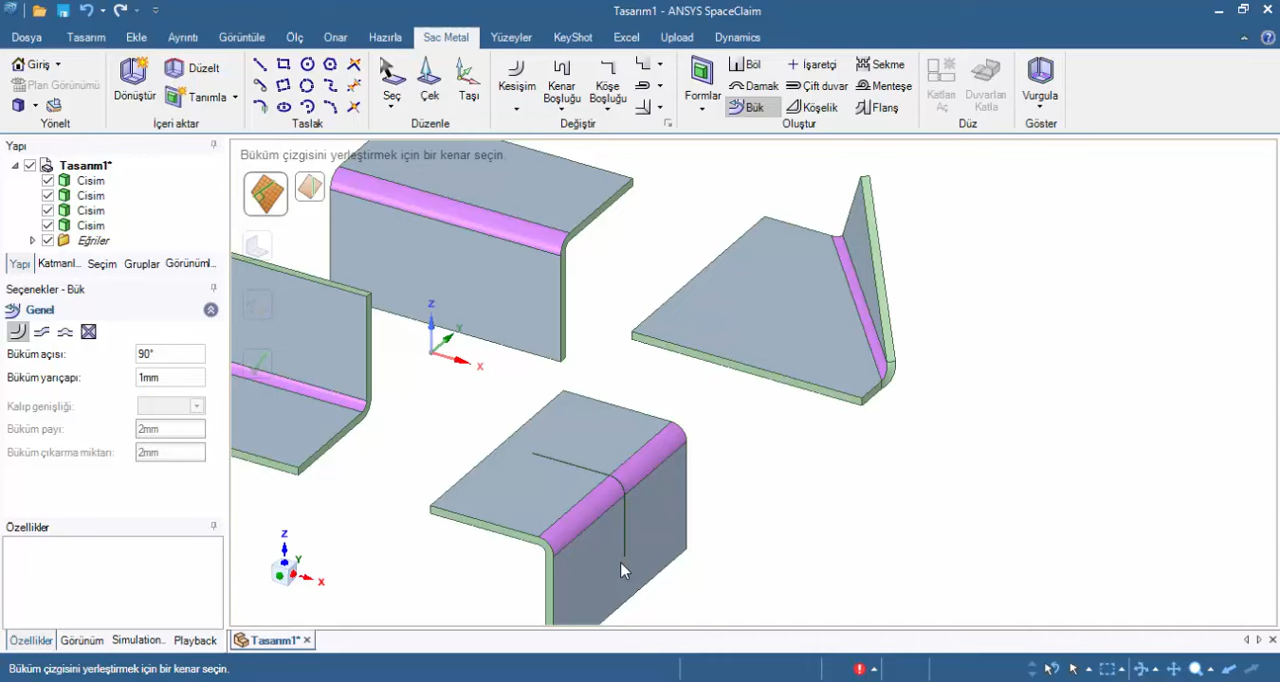 Tasarım1 - ANSYS SpaceClaim
Dosya Tasarım Ekle Ayrıntı Görüntüle Ölç Onar Hazırla Sac Metal Yüzeyler KeyShot Excel Upload Dynamics
Giriş
Plan Görünümü
Yönelt
Dönüştür
Düzelt
Tanımla
İçeri aktar
Taslak
Seç Çek Taşı
Düzenle
Kesişim
Kenar Boşluğu
Köşe Boşluğu
Değiştir
Formlar
Böl İşaretçi Sekme
Damak Çift duvar Menteşe
Bük Köşelik Flanş
Oluştur
Katları Aç
Duvarları Katla
Düz
Vurgula
Göster
Yapı
Tasarım1*
Cisim
Cisim
Cisim
Cisim
Eğriler
Yapı Katmanl... Seçim Gruplar Görünüml...
Seçenekler - Bük
Genel
Büküm açısı: 90°
Büküm yarıçapı: 1mm
Kalıp genişliği:
Büküm payı: 2mm
Büküm çıkarma miktarı: 2mm
Özellikler
Özellikler Görünüm Simulation.. Playback
Büküm çizgisini yerleştirmek için bir kenar seçin.
Z
Y
X
Z
Y
X
Tasarım1*
Büküm çizgisini yerleştirmek için bir kenar seçin.